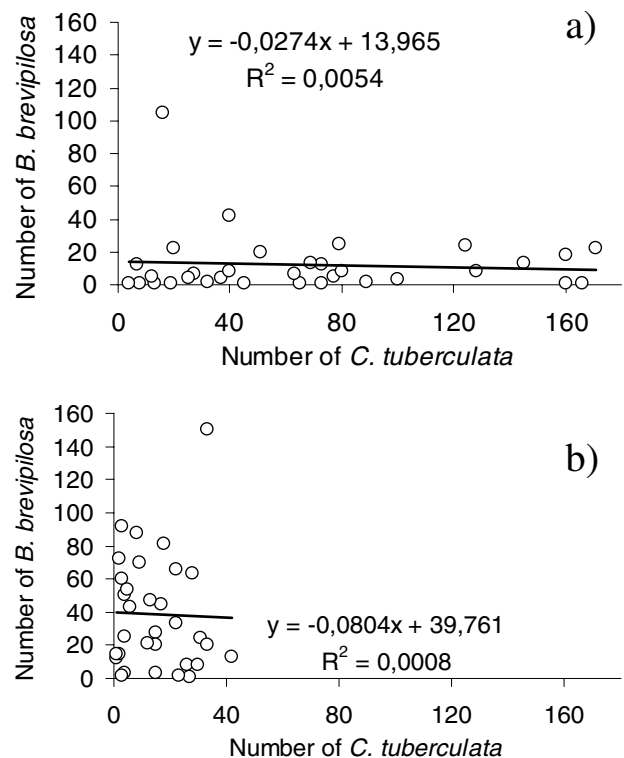 a)
y = -0,0274x + 13,965
R² = 0,0054
Number of B. brevipilosa
160
140
120
100
80
60
40
20
0
0 40 80 120 160
Number of C. tuberculata
b)
Number of B. brevipilosa
160
140
120
100
80
60
40
20
0
y = -0,0804x + 39,761
R² = 0,0008
0 40 80 120 160
Number of C. tuberculata